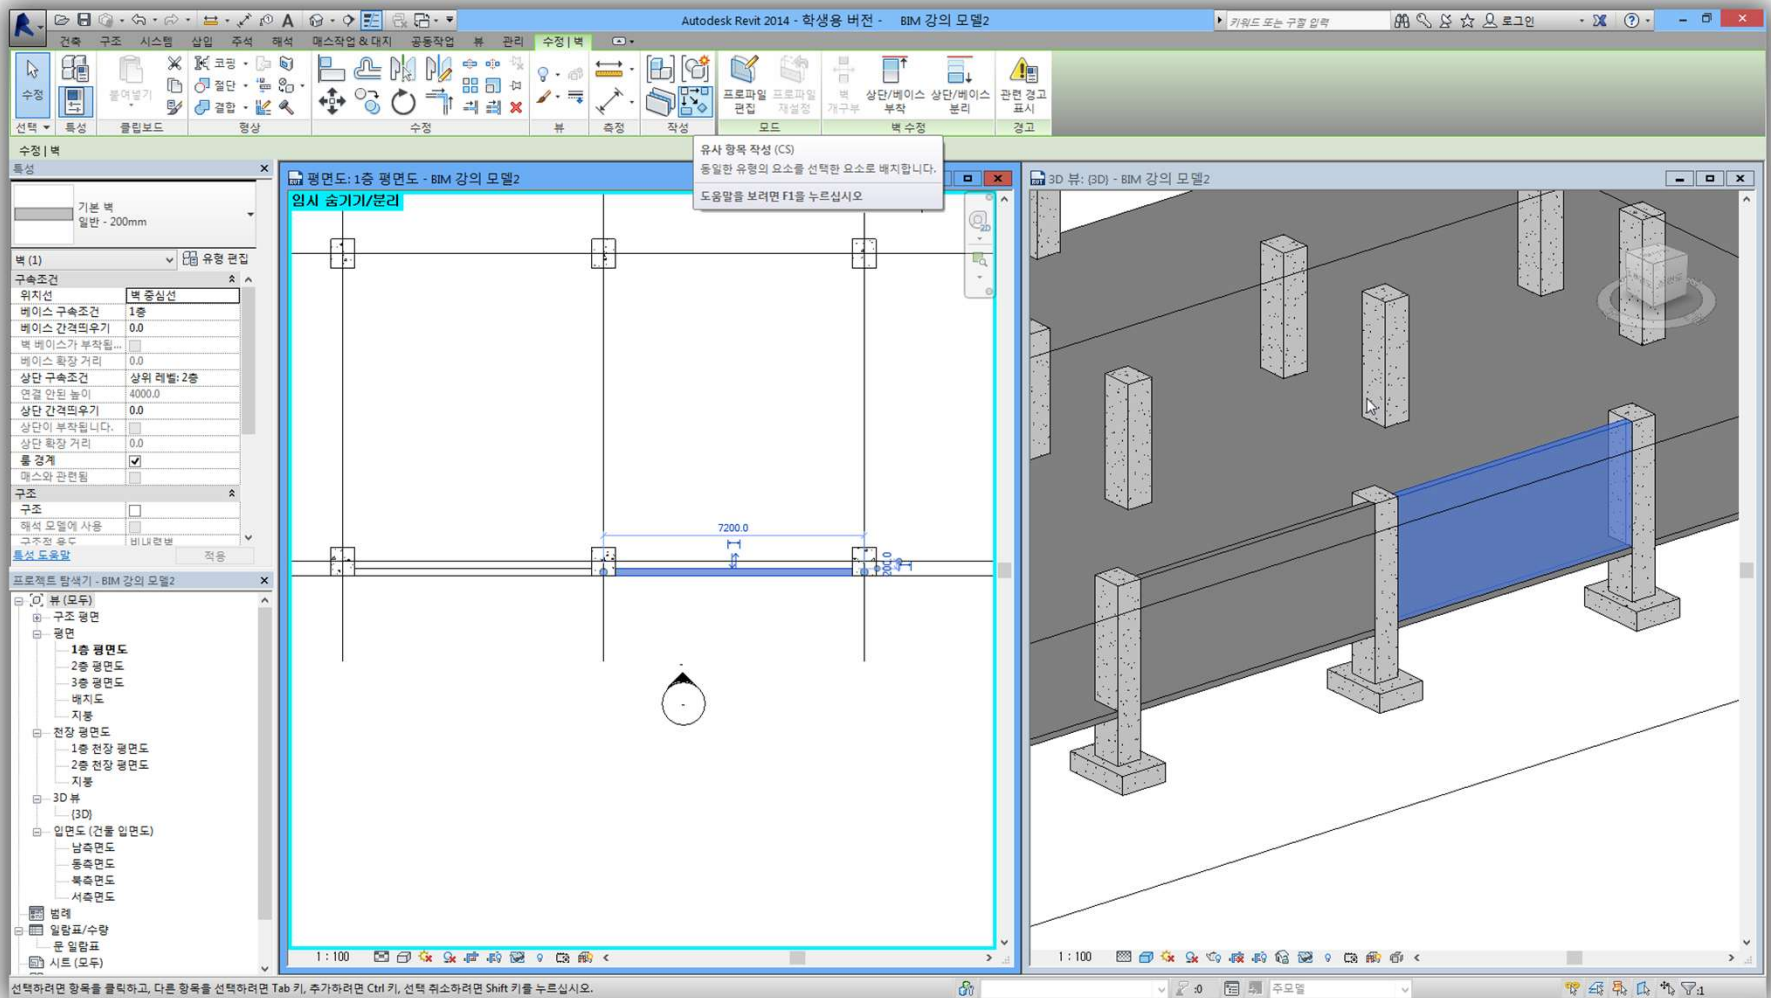 Autodesk Revit 2014 - 학생용 버전 - BIM 강의 모델2
키워드 또는 구절 입력
로그인
건축 구조 시스템 삽입 주석 해석 매스작업 & 대지 공동작업 뷰 관리 수정 | 벽
수정
붙여넣기
코핑
절단
결합
프로파일 편집
프로파일 재설정
벽 개구부
상단/베이스 부착
상단/베이스 분리
관련 경고 표시
선택 특성 클립보드 형상 수정 뷰 측정 작성 모드 벽 수정 경고
수정 | 벽
유사 항목 작성 (CS)
동일한 유형의 요소를 선택한 요소로 배치합니다.
도움말을 보려면 F1을 누르십시오
특성
기본 벽
일반 - 200mm
벽 (1)
유형 편집
구속조건
위치선 벽 중심선
베이스 구속조건 1층
베이스 간격띄우기 0.0
벽 베이스가 부착됩...
베이스 확장 거리 0.0
상단 구속조건 상위 레벨: 2층
연결 안된 높이 4000.0
상단 간격띄우기 0.0
상단이 부착됩니다.
상단 확장 거리 0.0
룸 경계
매스와 관련됨
구조
구조
해석 모델에 사용
구조적 용도 비내력벽
특성 도움말
적용
프로젝트 탐색기 - BIM 강의 모델2
뷰 (모두)
구조 평면
평면
1층 평면도
2층 평면도
3층 평면도
배치도
지붕
천장 평면도
1층 천장 평면도
2층 천장 평면도
지붕
3D 뷰
{3D}
입면도 (건물 입면도)
남측면도
동측면도
북측면도
서측면도
범례
일람표/수량
문 일람표
시트 (모두)
평면도: 1층 평면도 - BIM 강의 모델2
임시 숨기기/분리
2D
7200.0
1 : 100
3D 뷰: {3D} - BIM 강의 모델2
1 : 100
선택하려면 항목을 클릭하고, 다른 항목을 선택하려면 Tab 키, 추가하려면 Ctrl 키, 선택 취소하려면 Shift 키를 누르십시오.
:0
주모델
:1